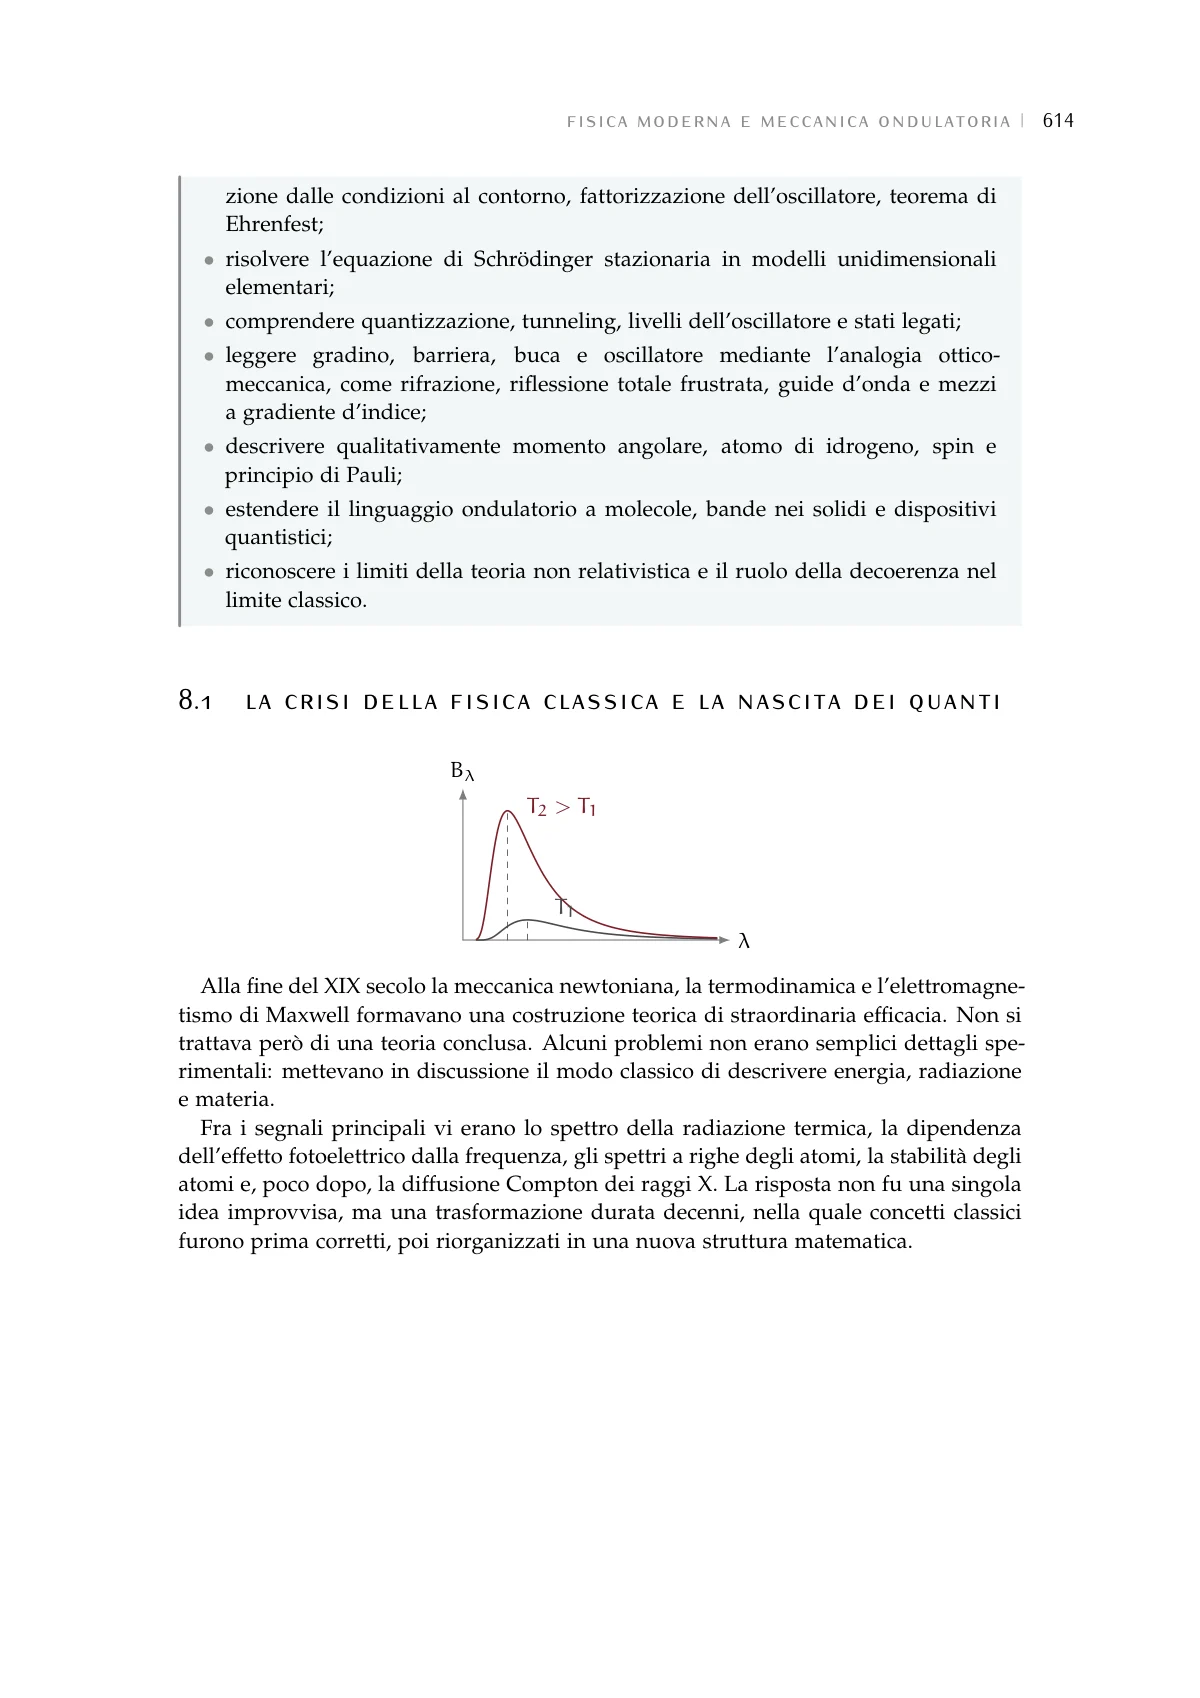 FISICA MODERNA E MECCANICA ONDULATORIA | 614
zione dalle condizioni al contorno, fattorizzazione dell'oscillatore, teorema di
Ehrenfest;
• risolvere l'equazione di Schrödinger stazionaria in modelli unidimensionali
elementari;
• comprendere quantizzazione, tunneling, livelli dell'oscillatore e stati legati;
• leggere gradino, barriera, buca e oscillatore mediante l'analogia ottico-
meccanica, come rifrazione, riflessione totale frustrata, guide d'onda e mezzi
a gradiente d'indice;
• descrivere qualitativamente momento angolare, atomo di idrogeno, spin e
principio di Pauli;
• estendere il linguaggio ondulatorio a molecole, bande nei solidi e dispositivi
quantistici;
• riconoscere i limiti della teoria non relativistica e il ruolo della decoerenza nel
limite classico.
8.1 LA CRISI DELLA FISICA CLASSICA E LA NASCITA DEI QUANTI
Bλ
T₂ > T₁
T₁
λ
Alla fine del XIX secolo la meccanica newtoniana, la termodinamica e l'elettromagne-
tismo di Maxwell formavano una costruzione teorica di straordinaria efficacia. Non si
trattava però di una teoria conclusa. Alcuni problemi non erano semplici dettagli spe-
rimentali: mettevano in discussione il modo classico di descrivere energia, radiazione
e materia.
Fra i segnali principali vi erano lo spettro della radiazione termica, la dipendenza
dell'effetto fotoelettrico dalla frequenza, gli spettri a righe degli atomi, la stabilità degli
atomi e, poco dopo, la diffusione Compton dei raggi X. La risposta non fu una singola
idea improvvisa, ma una trasformazione durata decenni, nella quale concetti classici
furono prima corretti, poi riorganizzati in una nuova struttura matematica.